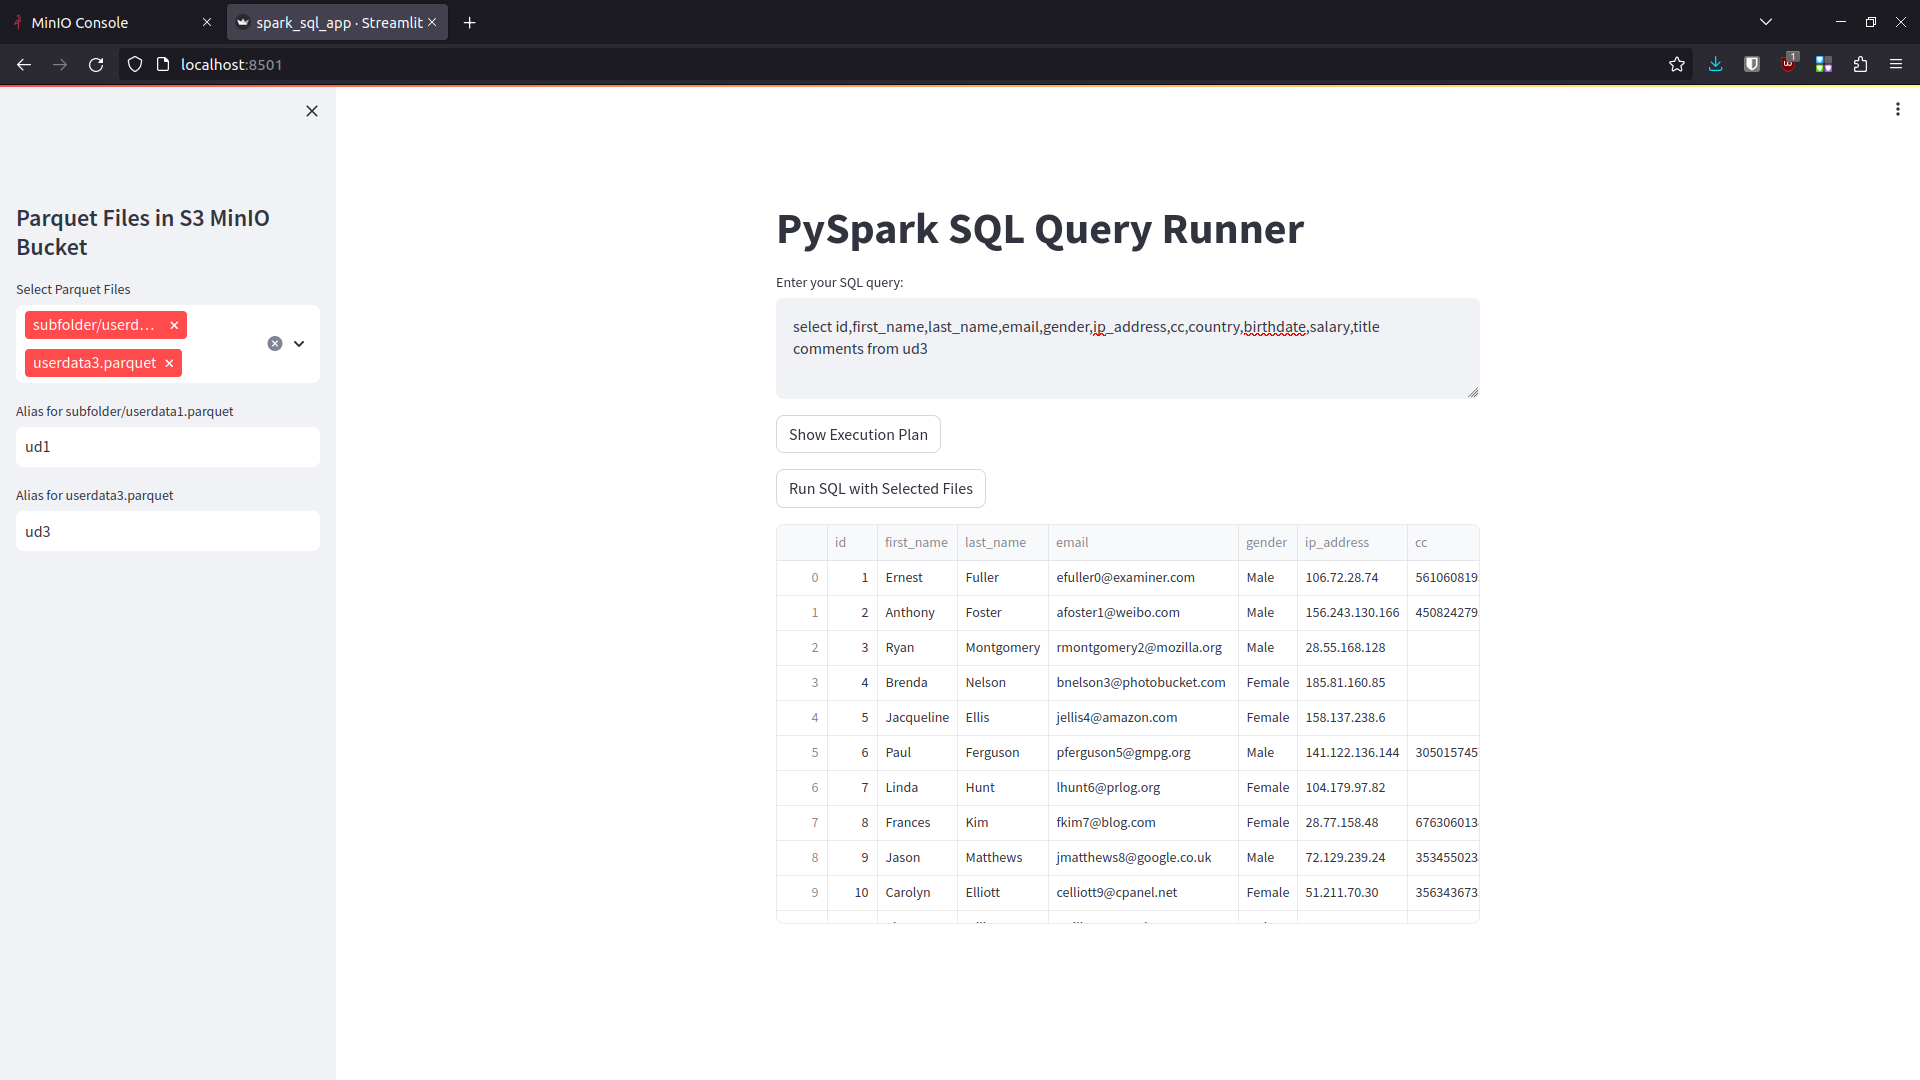 MinIO Console
spark_sql_app · Streamlit
localhost:8501
1
Parquet Files in S3 MinIO
Bucket
Select Parquet Files
subfolder/userd...
userdata3.parquet
Alias for subfolder/userdata1.parquet
ud1
Alias for userdata3.parquet
ud3
PySpark SQL Query Runner
Enter your SQL query:
select id,first_name,last_name,email,gender,ip_address,cc,country,birthdate,salary,title
comments from ud3
Show Execution Plan
Run SQL with Selected Files
id first_name last_name email gender ip_address cc
0 1 Ernest Fuller efuller0@examiner.com Male 106.72.28.74 561060819
1 2 Anthony Foster afoster1@weibo.com Male 156.243.130.166 450824279
2 3 Ryan Montgomery rmontgomery2@mozilla.org Male 28.55.168.128
3 4 Brenda Nelson bnelson3@photobucket.com Female 185.81.160.85
4 5 Jacqueline Ellis jellis4@amazon.com Female 158.137.238.6
5 6 Paul Ferguson pferguson5@gmpg.org Male 141.122.136.144 305015745
6 7 Linda Hunt lhunt6@prlog.org Female 104.179.97.82
7 8 Frances Kim fkim7@blog.com Female 28.77.158.48 676306013
8 9 Jason Matthews jmatthews8@google.co.uk Male 72.129.239.24 353455023
9 10 Carolyn Elliott celliott9@cpanel.net Female 51.211.70.30 356343673